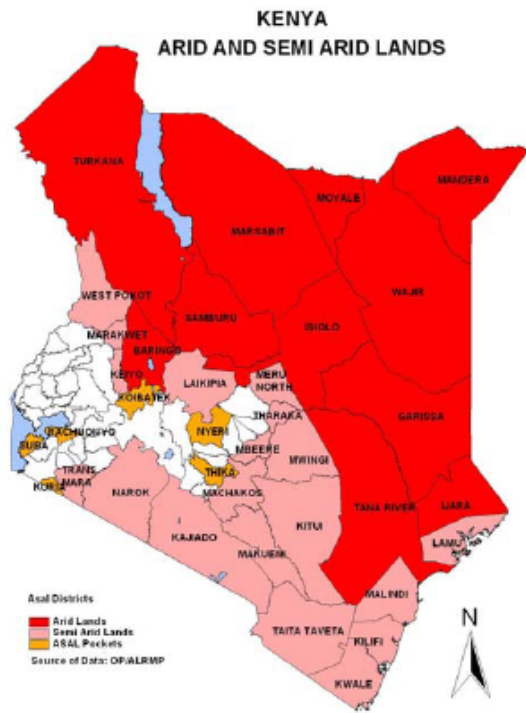 KENYA
ARID AND SEMI ARID LANDS
TURKANA
MANDERA
MOYALE
MARSABIT
WAJIR
WEST POKOT
SAMBURU
ISIOLO
MARAKWET
BARINGO
KEIYO
LAIKIPIA
MERU
NORTH
KOIBATEK
GARISSA
THARAKA
NYERI
RACHUONYO
SUBA
MBEERE
MWINGI
THIKA
TRANS
MARA
KURIA
NAROK
MACHAKOS
TANA RIVER
IJARA
KITUI
KAJIADO
LAMU
MAKUENI
MALINDI
TAITA TAVETA
KILIFI
KWALE
N
Asal Districts
Arid Lands
Semi Arid Lands
ASAL Pockets
Source of Data: OP/ALRMP